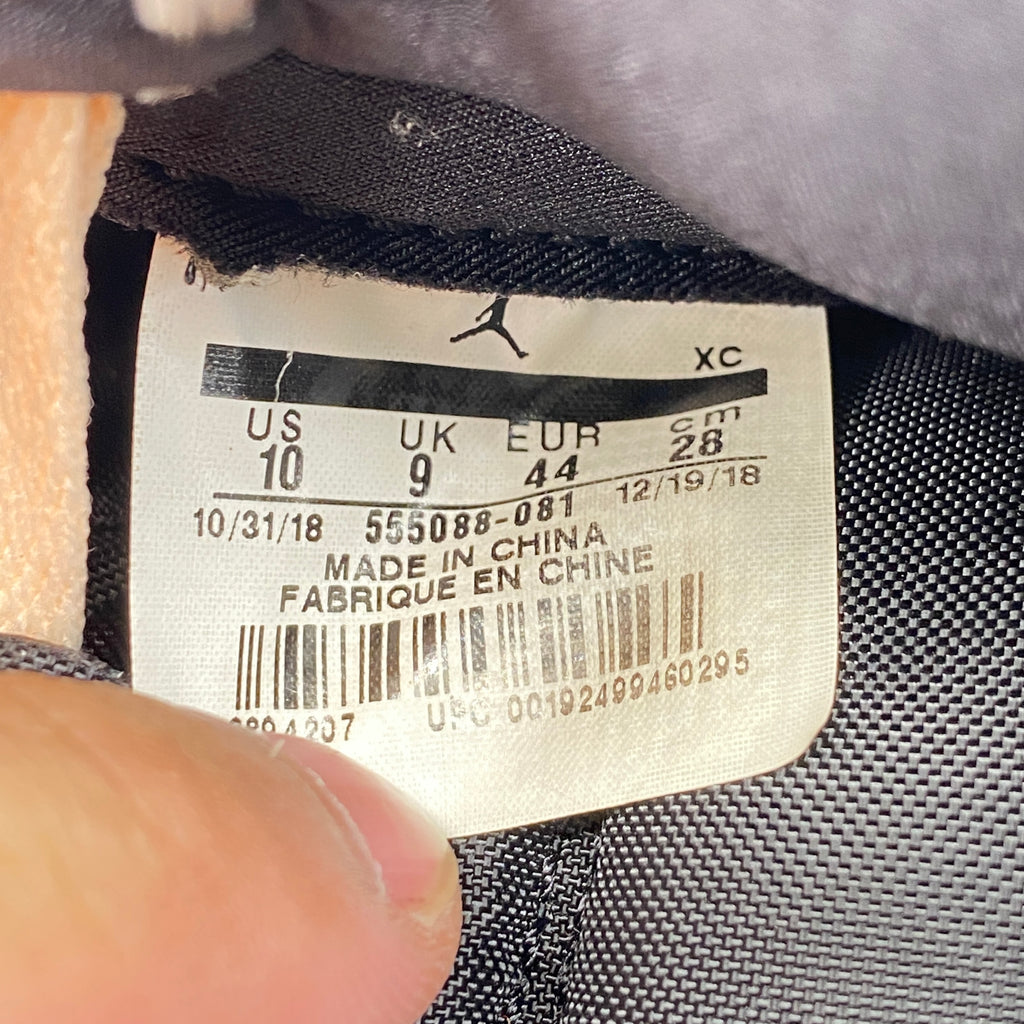 XC
US UK EUR cm
10 9 44 28
10/31/18 555088-081 12/19/18
MADE IN CHINA
FABRIQUE EN CHINE
UPC 00192499460295